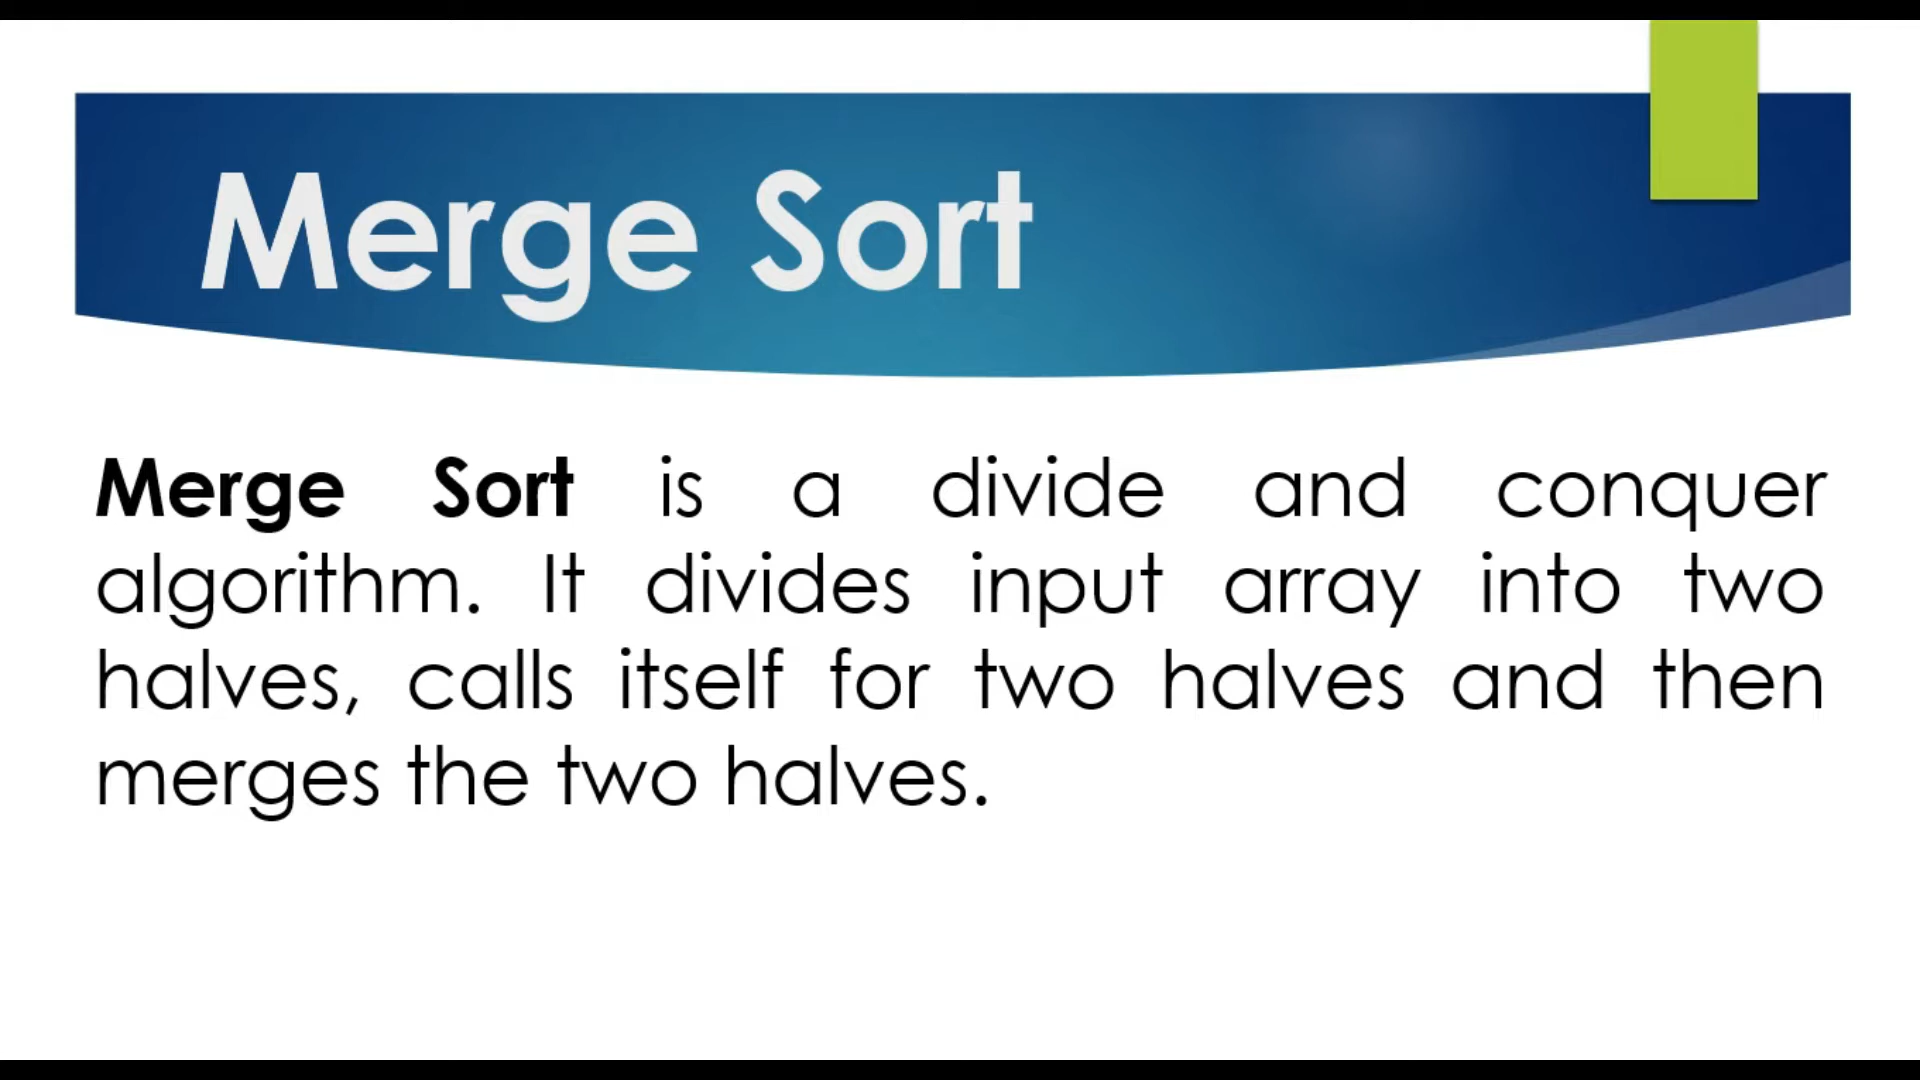 Merge Sort
Merge Sort is a divide and conquer
algorithm. It divides input array into two
halves, calls itself for two halves and then
merges the two halves.